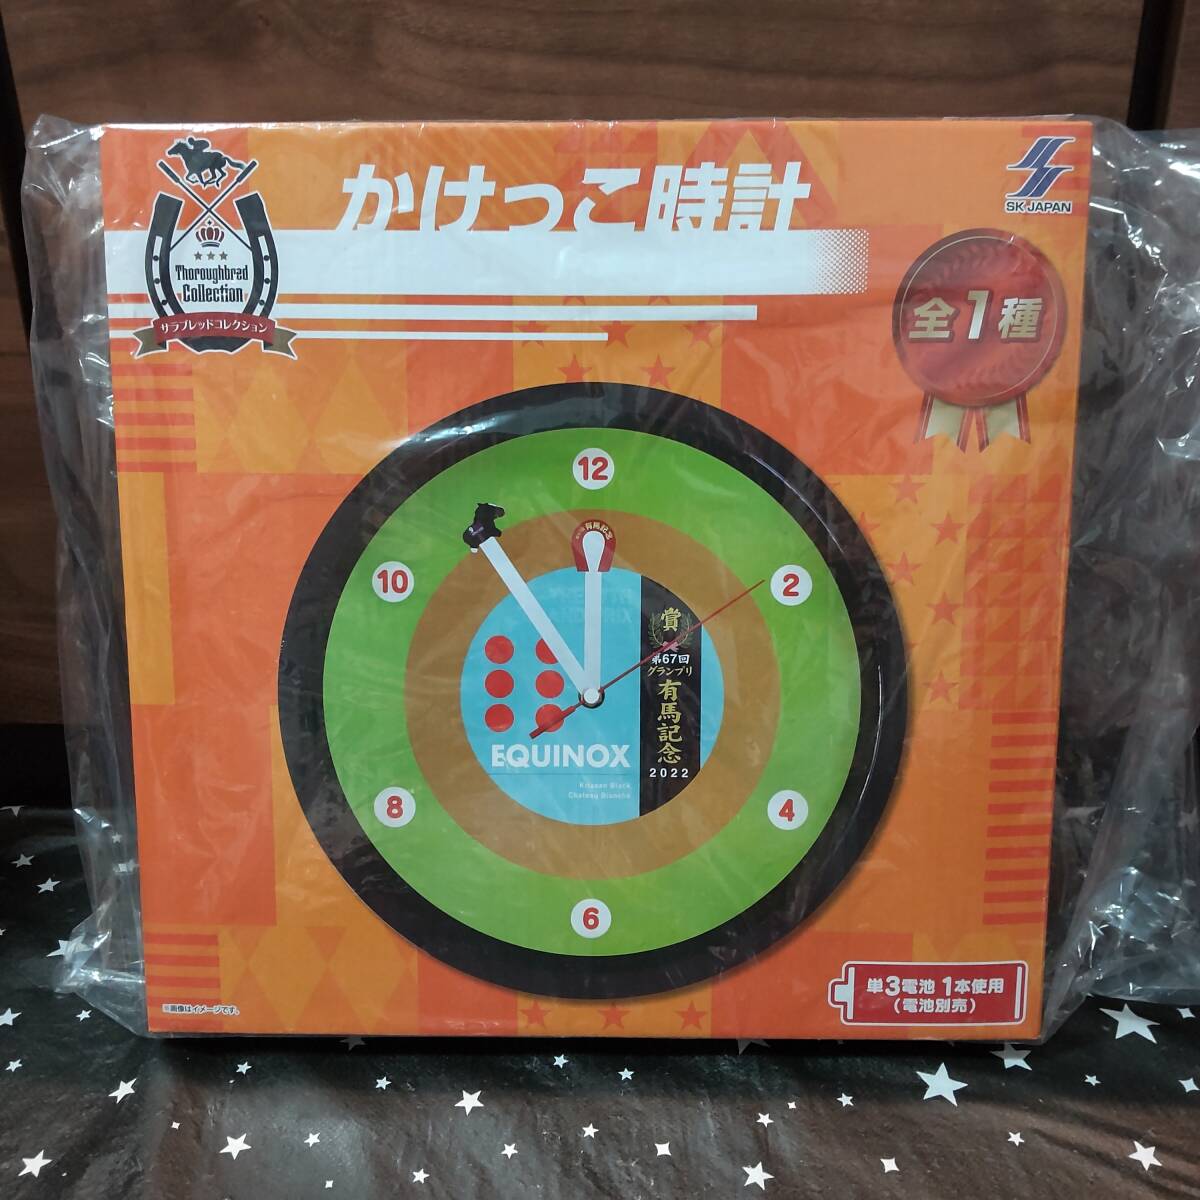 かけっこ時計
Thoroughbred
Collection
サラブレッドコレクション
SK JAPAN
全1種
12
2
4
6
8
10
有馬記念
賞
第67回
グランプリ
有馬記念
2022
EQUINOX
Kitasan Black
Chateau Blanche
単3電池 1本使用
(電池別売)
※画像はイメージです。